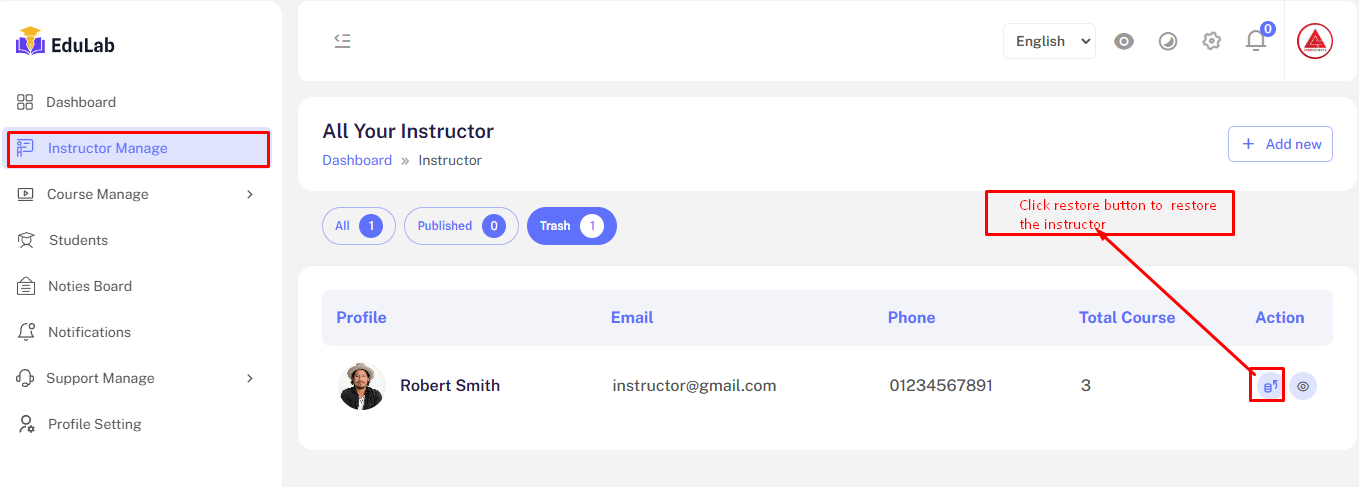 EduLab
English
0
Dashboard
Instructor Manage
Course Manage
Students
Noties Board
Notifications
Support Manage
Profile Setting
All Your Instructor
Dashboard » Instructor
+ Add new
All 1
Published 0
Trash 1
Click restore button to restore
the instructor
Profile Email Phone Total Course Action
Robert Smith instructor@gmail.com 01234567891 3